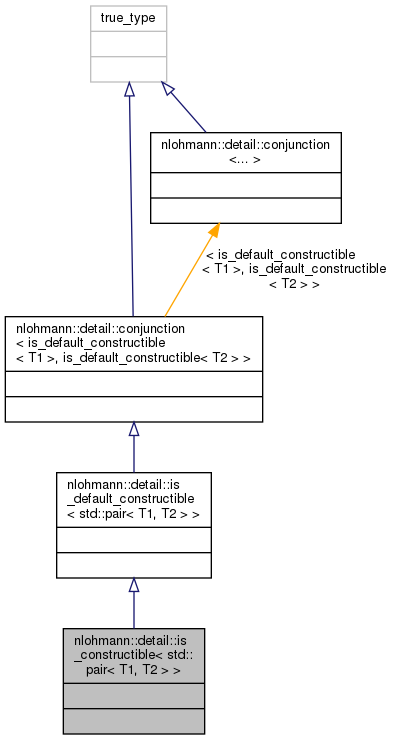 true_type
nlohmann::detail::conjunction
<... >
< is_default_constructible
< T1 >, is_default_constructible
< T2 > >
nlohmann::detail::conjunction
< is_default_constructible
< T1 >, is_default_constructible< T2 > >
nlohmann::detail::is
_default_constructible
< std::pair< T1, T2 > >
nlohmann::detail::is
_constructible< std::
pair< T1, T2 > >